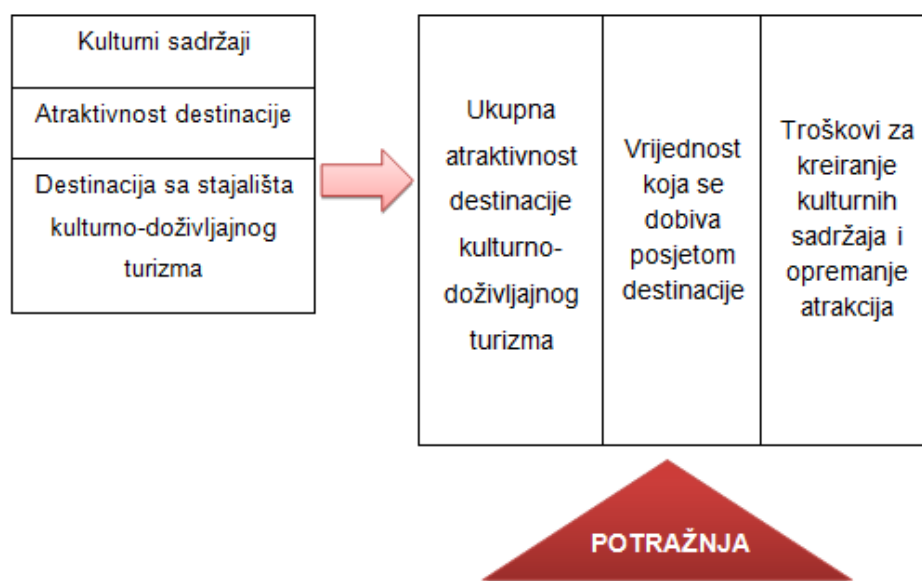 Kulturni sadržaji
Atraktivnost destinacije
Destinacija sa stajališta
kulturno-doživljajnog
turizma
Ukupna
atraktivnost
destinacije
kulturno-
doživljajnog
turizma
Vrijednost
koja se
dobiva
posjetom
destinacije
Troškovi za
kreiranje
kulturnih
sadržaja i
opremanje
atrakcija
POTRAŽNJA